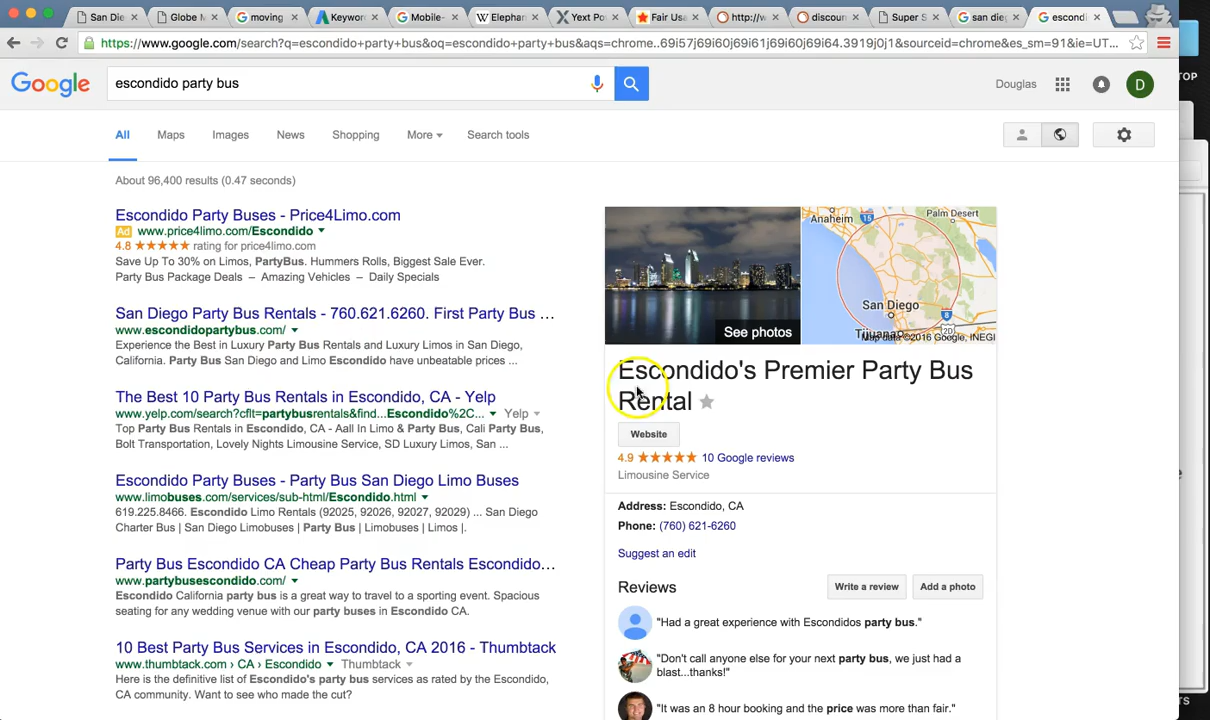 San Die
Globe M
moving
Keyword
Mobile-
Elephan
Yext Po
Fair Usa
http://w
discoun
Super S
san dieg
escondi
https://www.google.com/search?q=escondido+party+bus&oq=escondido+party+bus&aqs=chrome..69i57j69i60j69i61j69i60j69i64.3919j0j1&sourceid=chrome&es_sm=91&ie=UT...
TOP
Google
escondido party bus
Douglas
D
All Maps Images News Shopping More Search tools
About 96,400 results (0.47 seconds)
Escondido Party Buses - Price4Limo.com
Ad www.price4limo.com/Escondido
4.8 ★★★★★ rating for price4limo.com
Save Up To 30% on Limos, PartyBus. Hummers Rolls, Biggest Sale Ever.
Party Bus Package Deals – Amazing Vehicles – Daily Specials
San Diego Party Bus Rentals - 760.621.6260. First Party Bus ...
www.escondidopartybus.com/
Experience the Best in Luxury Party Bus Rentals and Luxury Limos in San Diego,
California. Party Bus San Diego and Limo Escondido have unbeatable prices ...
The Best 10 Party Bus Rentals in Escondido, CA - Yelp
www.yelp.com/search?cflt=partybusrentals&find...Escondido%2C... Yelp
Top Party Bus Rentals in Escondido, CA - Aall In Limo & Party Bus, Cali Party Bus,
Bolt Transportation, Lovely Nights Limousine Service, SD Luxury Limos, San ...
Escondido Party Buses - Party Bus San Diego Limo Buses
www.limobuses.com/services/sub-html/Escondido.html
619.225.8466. Escondido Limo Rentals (92025, 92026, 92027, 92029) ... San Diego
Charter Bus | San Diego Limobuses | Party Bus | Limobuses | Limos |.
Party Bus Escondido CA Cheap Party Bus Rentals Escondido...
www.partybusescondido.com/
Escondido California party bus is a great way to travel to a sporting event. Spacious
seating for any wedding venue with our party buses in Escondido CA.
10 Best Party Bus Services in Escondido, CA 2016 - Thumbtack
www.thumbtack.com › CA › Escondido Thumbtack
Here is the definitive list of Escondido's party bus services as rated by the Escondido,
CA community. Want to see who made the cut?
See photos
Anaheim
15
Palm Desert
San Diego
8
Tijuana
Map data ©2016 Google, INEGI
Escondido's Premier Party Bus
Rental
Website
4.9 ★★★★★ 10 Google reviews
Limousine Service
Address: Escondido, CA
Phone: (760) 621-6260
Suggest an edit
Reviews
Write a review
Add a photo
"Had a great experience with Escondidos party bus."
"Don't call anyone else for your next party bus, we just had a
blast...thanks!"
"It was an 8 hour booking and the price was more than fair."